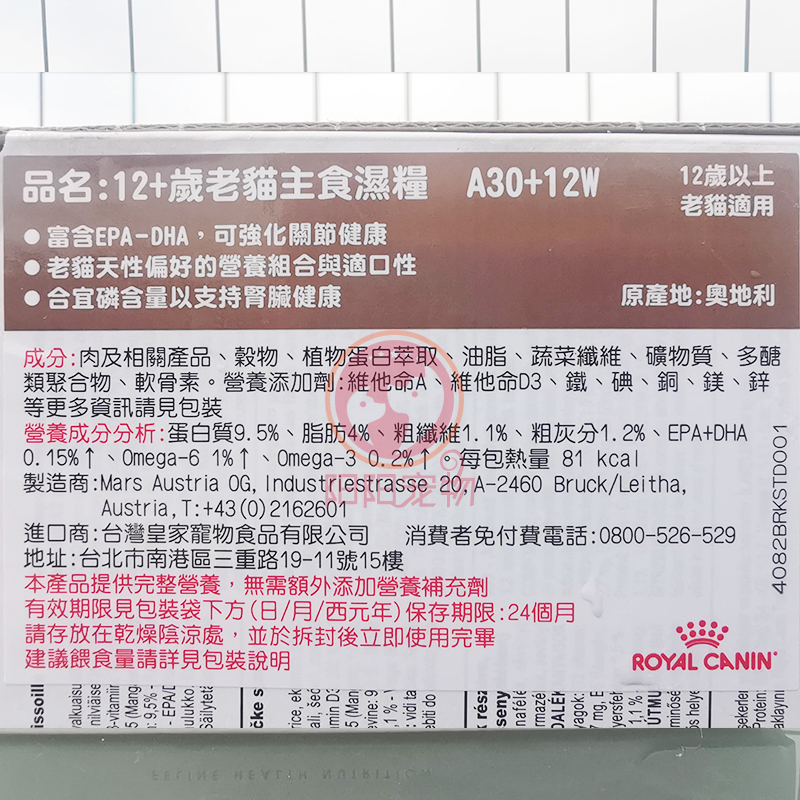 品名:12+歲老貓主食濕糧 A30+12W
12歲以上
老貓適用
●富含EPA-DHA，可強化關節健康
●老貓天性偏好的營養組合與適口性
●合宜磷含量以支持腎臟健康
原產地:奧地利
成分:肉及相關產品、穀物、植物蛋白萃取、油脂、蔬菜纖維、礦物質、多醣
類聚合物、軟骨素。營養添加劑:維他命A、維他命D3、鐵、碘、銅、鎂、鋅
等更多資訊請見包裝
營養成分分析:蛋白質9.5%、脂肪4%、粗纖維1.1%、粗灰分1.2%、EPA+DHA
0.15%↑、Omega-6 1%↑、Omega-3 0.2%↑。每包熱量 81 kcal
製造商:Mars Austria OG, Industriestrasse 20, A-2460 Bruck/Leitha,
Austria, T:+43(0)2162601
進口商:台灣皇家寵物食品有限公司 消費者免付費電話:0800-526-529
地址:台北市南港區三重路19-11號15樓
本產品提供完整營養，無需額外添加營養補充劑
有效期限見包裝袋下方(日/月/西元年)保存期限:24個月
請存放在乾燥陰涼處，並於拆封後立即使用完畢
建議餵食量請詳見包裝說明
ROYAL CANIN
4082BRKSTD001
阳阳宠物
FELINE HEALTH NUTRITION